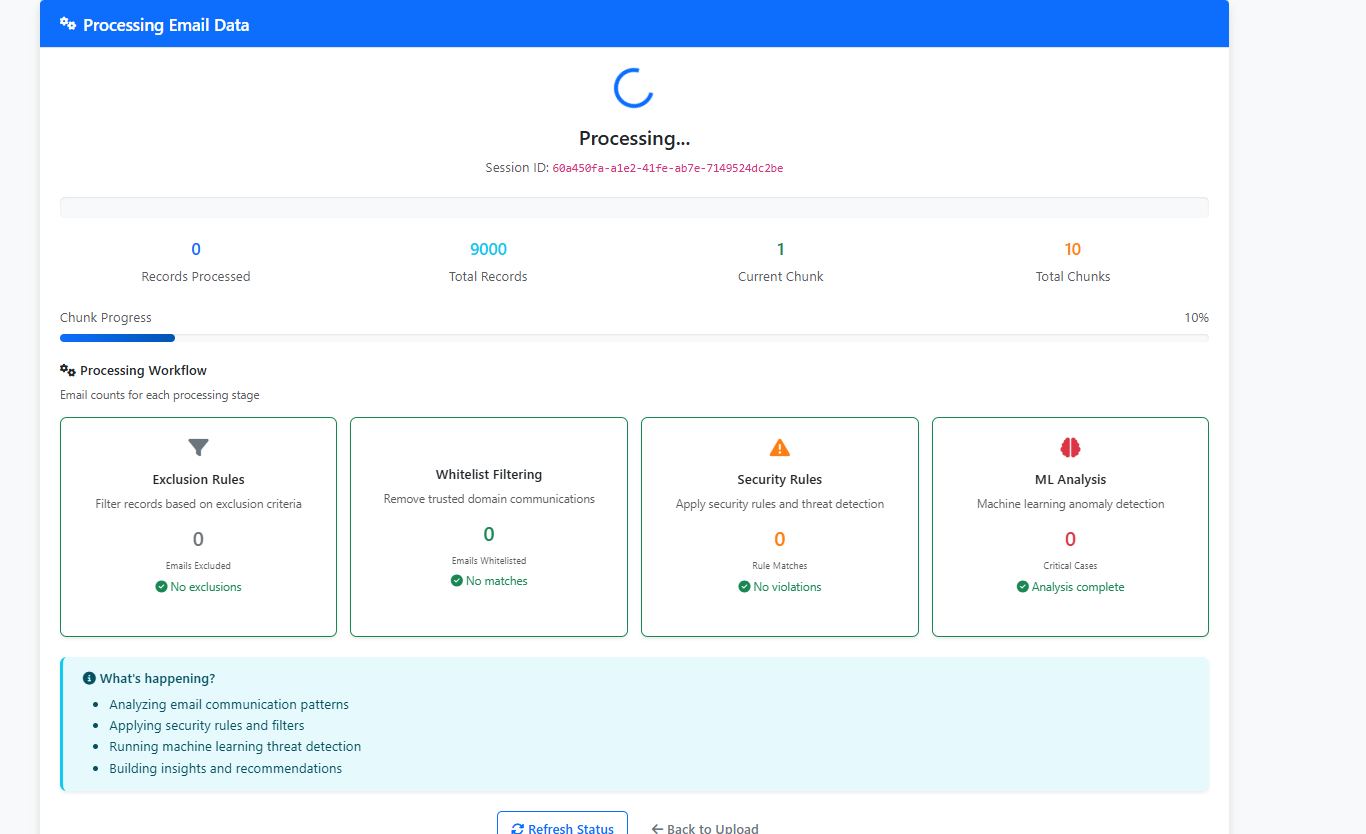 Processing Email Data
Processing...
Session ID: 60a450fa-a1e2-41fe-ab7e-7149524dc2be
0
Records Processed
9000
Total Records
1
Current Chunk
10
Total Chunks
Chunk Progress
10%
Processing Workflow
Email counts for each processing stage
Exclusion Rules
Filter records based on exclusion criteria
0
Emails Excluded
No exclusions
Whitelist Filtering
Remove trusted domain communications
0
Emails Whitelisted
No matches
Security Rules
Apply security rules and threat detection
0
Rule Matches
No violations
ML Analysis
Machine learning anomaly detection
0
Critical Cases
Analysis complete
What's happening?
Analyzing email communication patterns
Applying security rules and filters
Running machine learning threat detection
Building insights and recommendations
Refresh Status
Back to Upload